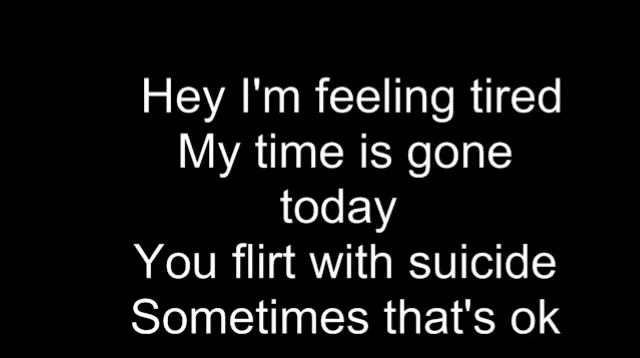 Hey I'm feeling tired
My time is gone
today
You flirt with suicide
Sometimes that's ok